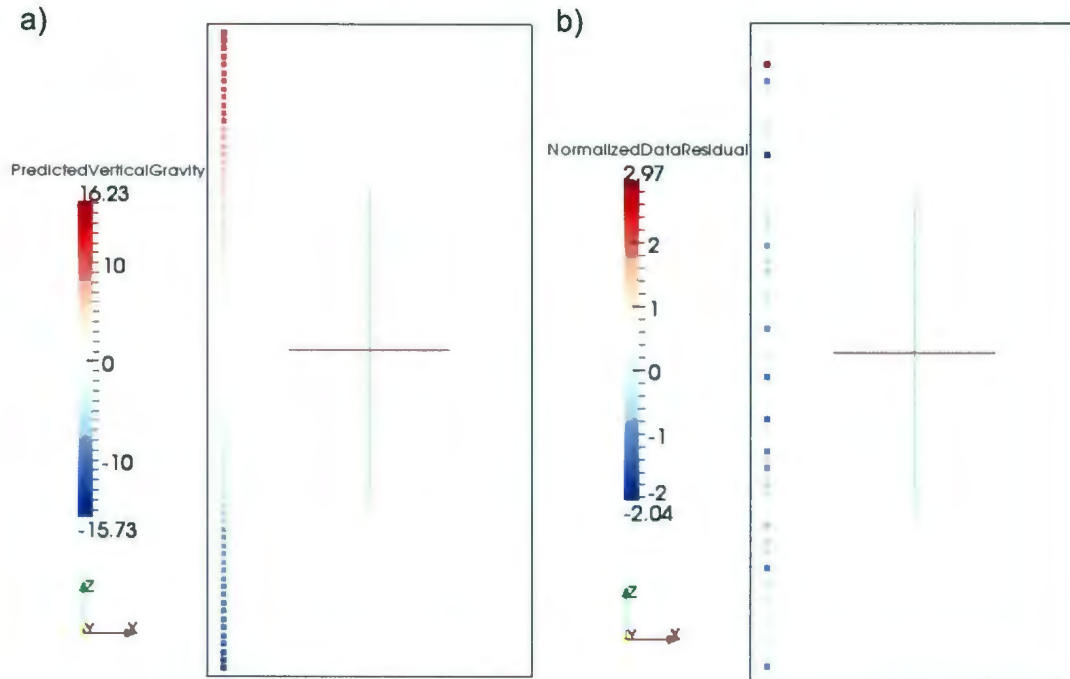 a)
PredictedVerticalGravity
16.23
10
0
-10
-15.73
Z
Y X
b)
NormalizedDataResidual
2.97
2
1
0
-1
-2
-2.04
Z
Y X